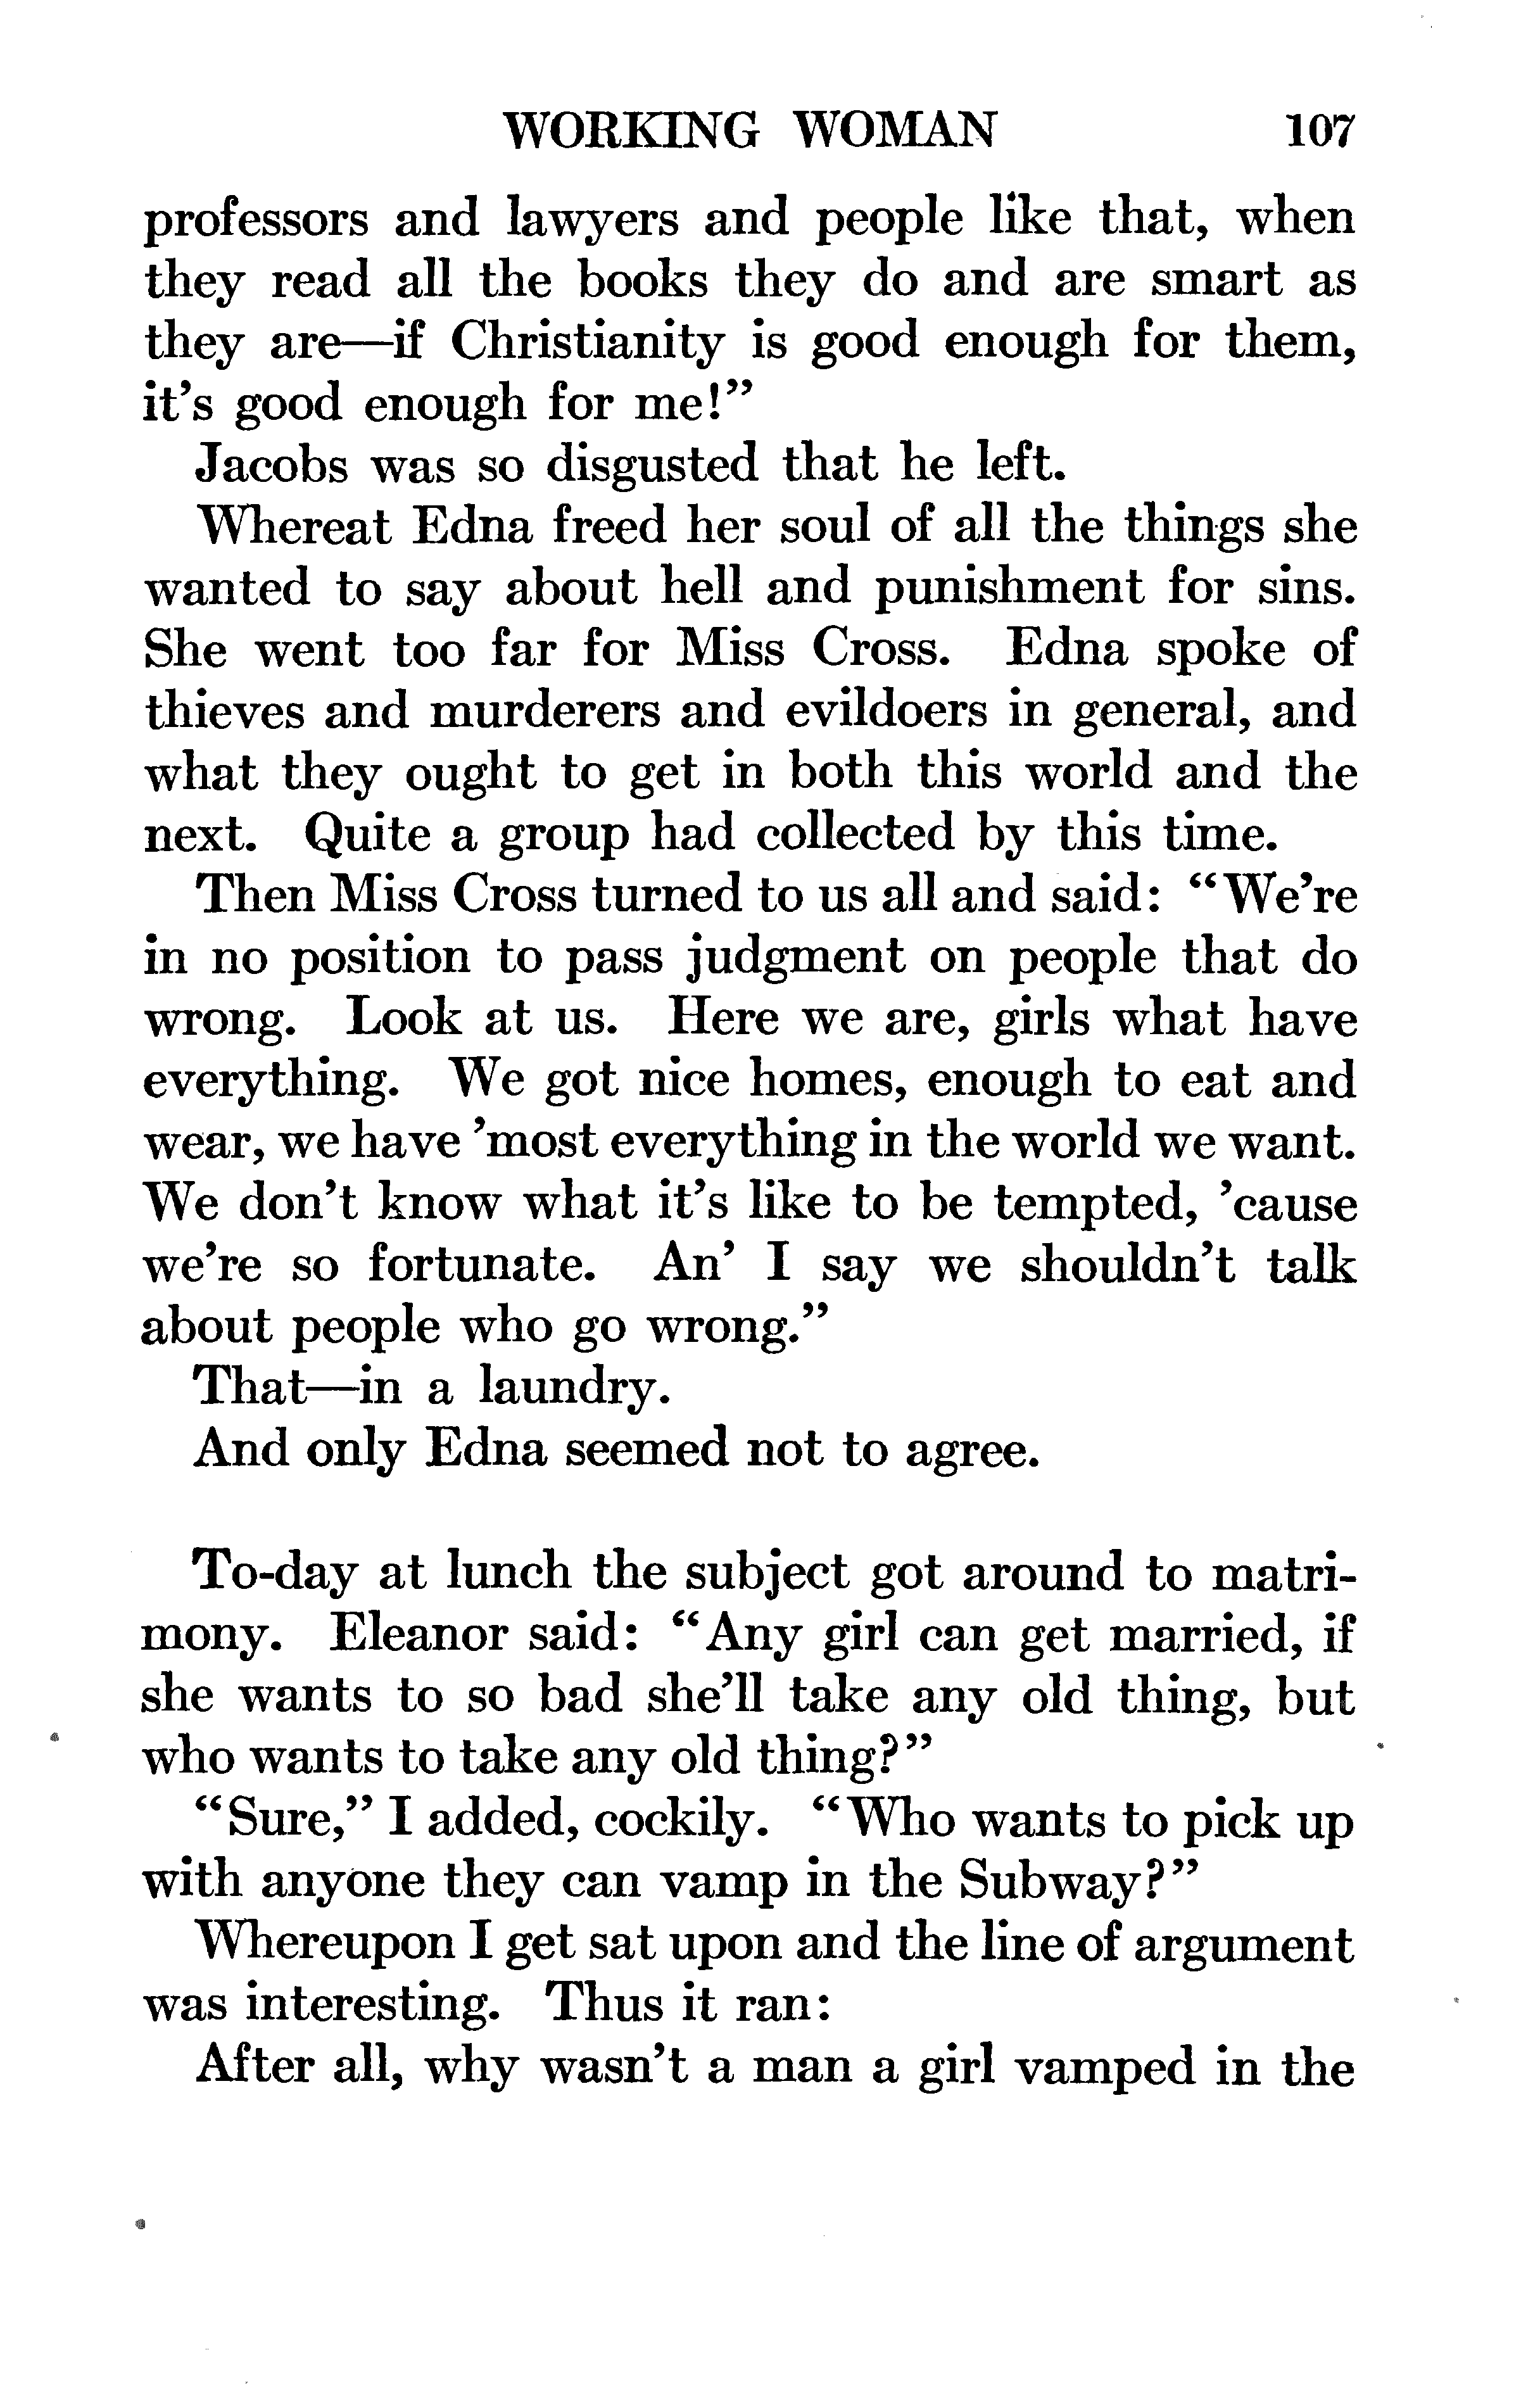 WORKING WOMAN 107
professors and lawyers and people like that, when
they read all the books they do and are smart as
they are—if Christianity is good enough for them,
it's good enough for me!”
Jacobs was so disgusted that he left.
Whereat Edna freed her soul of all the things she
wanted to say about hell and punishment for sins.
She went too far for Miss Cross. Edna spoke of
thieves and murderers and evildoers in general, and
what they ought to get in both this world and the
next. Quite a group had collected by this time.
Then Miss Cross turned to us all and said: “We're
in no position to pass judgment on people that do
wrong. Look at us. Here we are, girls what have
everything. We got nice homes, enough to eat and
wear, we have 'most everything in the world we want.
We don't know what it's like to be tempted, 'cause
we're so fortunate. An' I say we shouldn't talk
about people who go wrong.”
That—in a laundry.
And only Edna seemed not to agree.
To-day at lunch the subject got around to matri-
mony. Eleanor said: “Any girl can get married, if
she wants to so bad she'll take any old thing, but
who wants to take any old thing?”
“Sure,” I added, cockily. “Who wants to pick up
with anyone they can vamp in the Subway?”
Whereupon I get sat upon and the line of argument
was interesting. Thus it ran:
After all, why wasn't a man a girl vamped in the